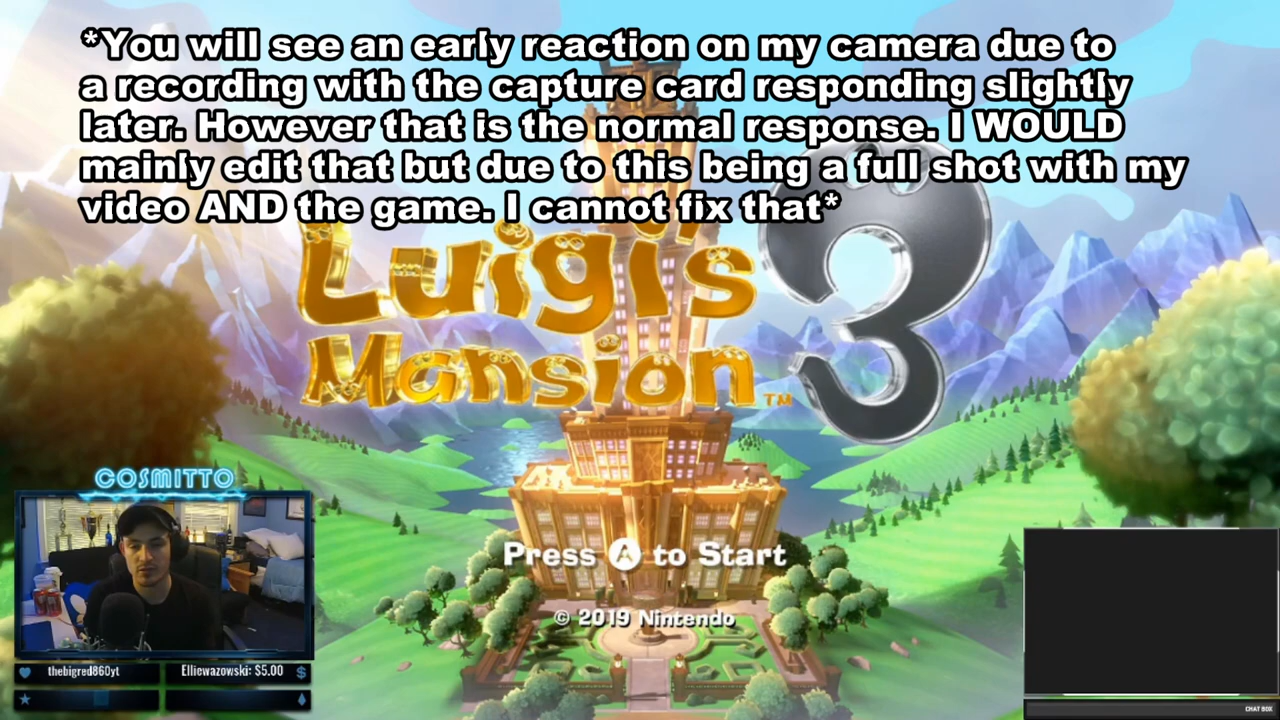 *You will see an early reaction on my camera due to
a recording with the capture card responding slightly
later. However that is the normal response. I WOULD
mainly edit that but due to this being a full shot with my
video AND the game. I cannot fix that*
Luigi's
Mansion™
3
COSMITTO
Press A to Start
© 2019 Nintendo
thebigred860yt
Elliewazowski: $5.00 $
CHAT BOX